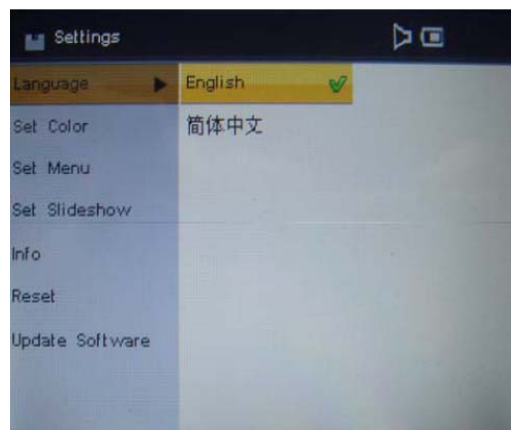 Settings
Language
English
Set Color
简体中文
Set Menu
Set Slideshow
Info
Reset
Update Software